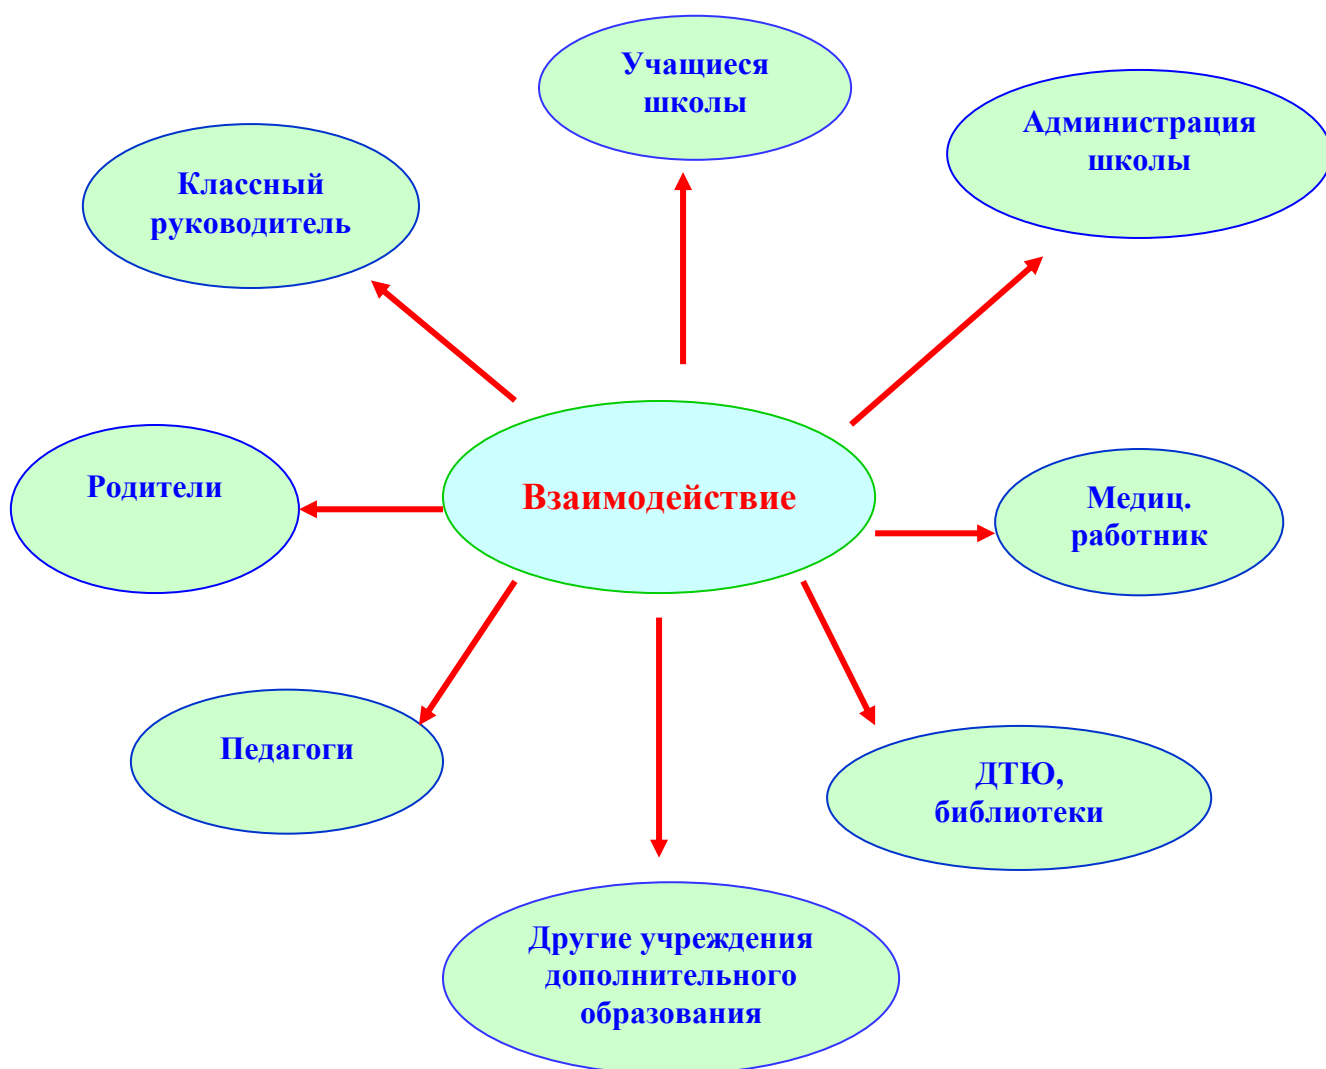 Учащиеся
школы
Администрация
школы
Классный
руководитель
Родители
Взаимодействие
Медиц.
работник
Педагоги
ДТЮ,
библиотеки
Другие учреждения
дополнительного
образования